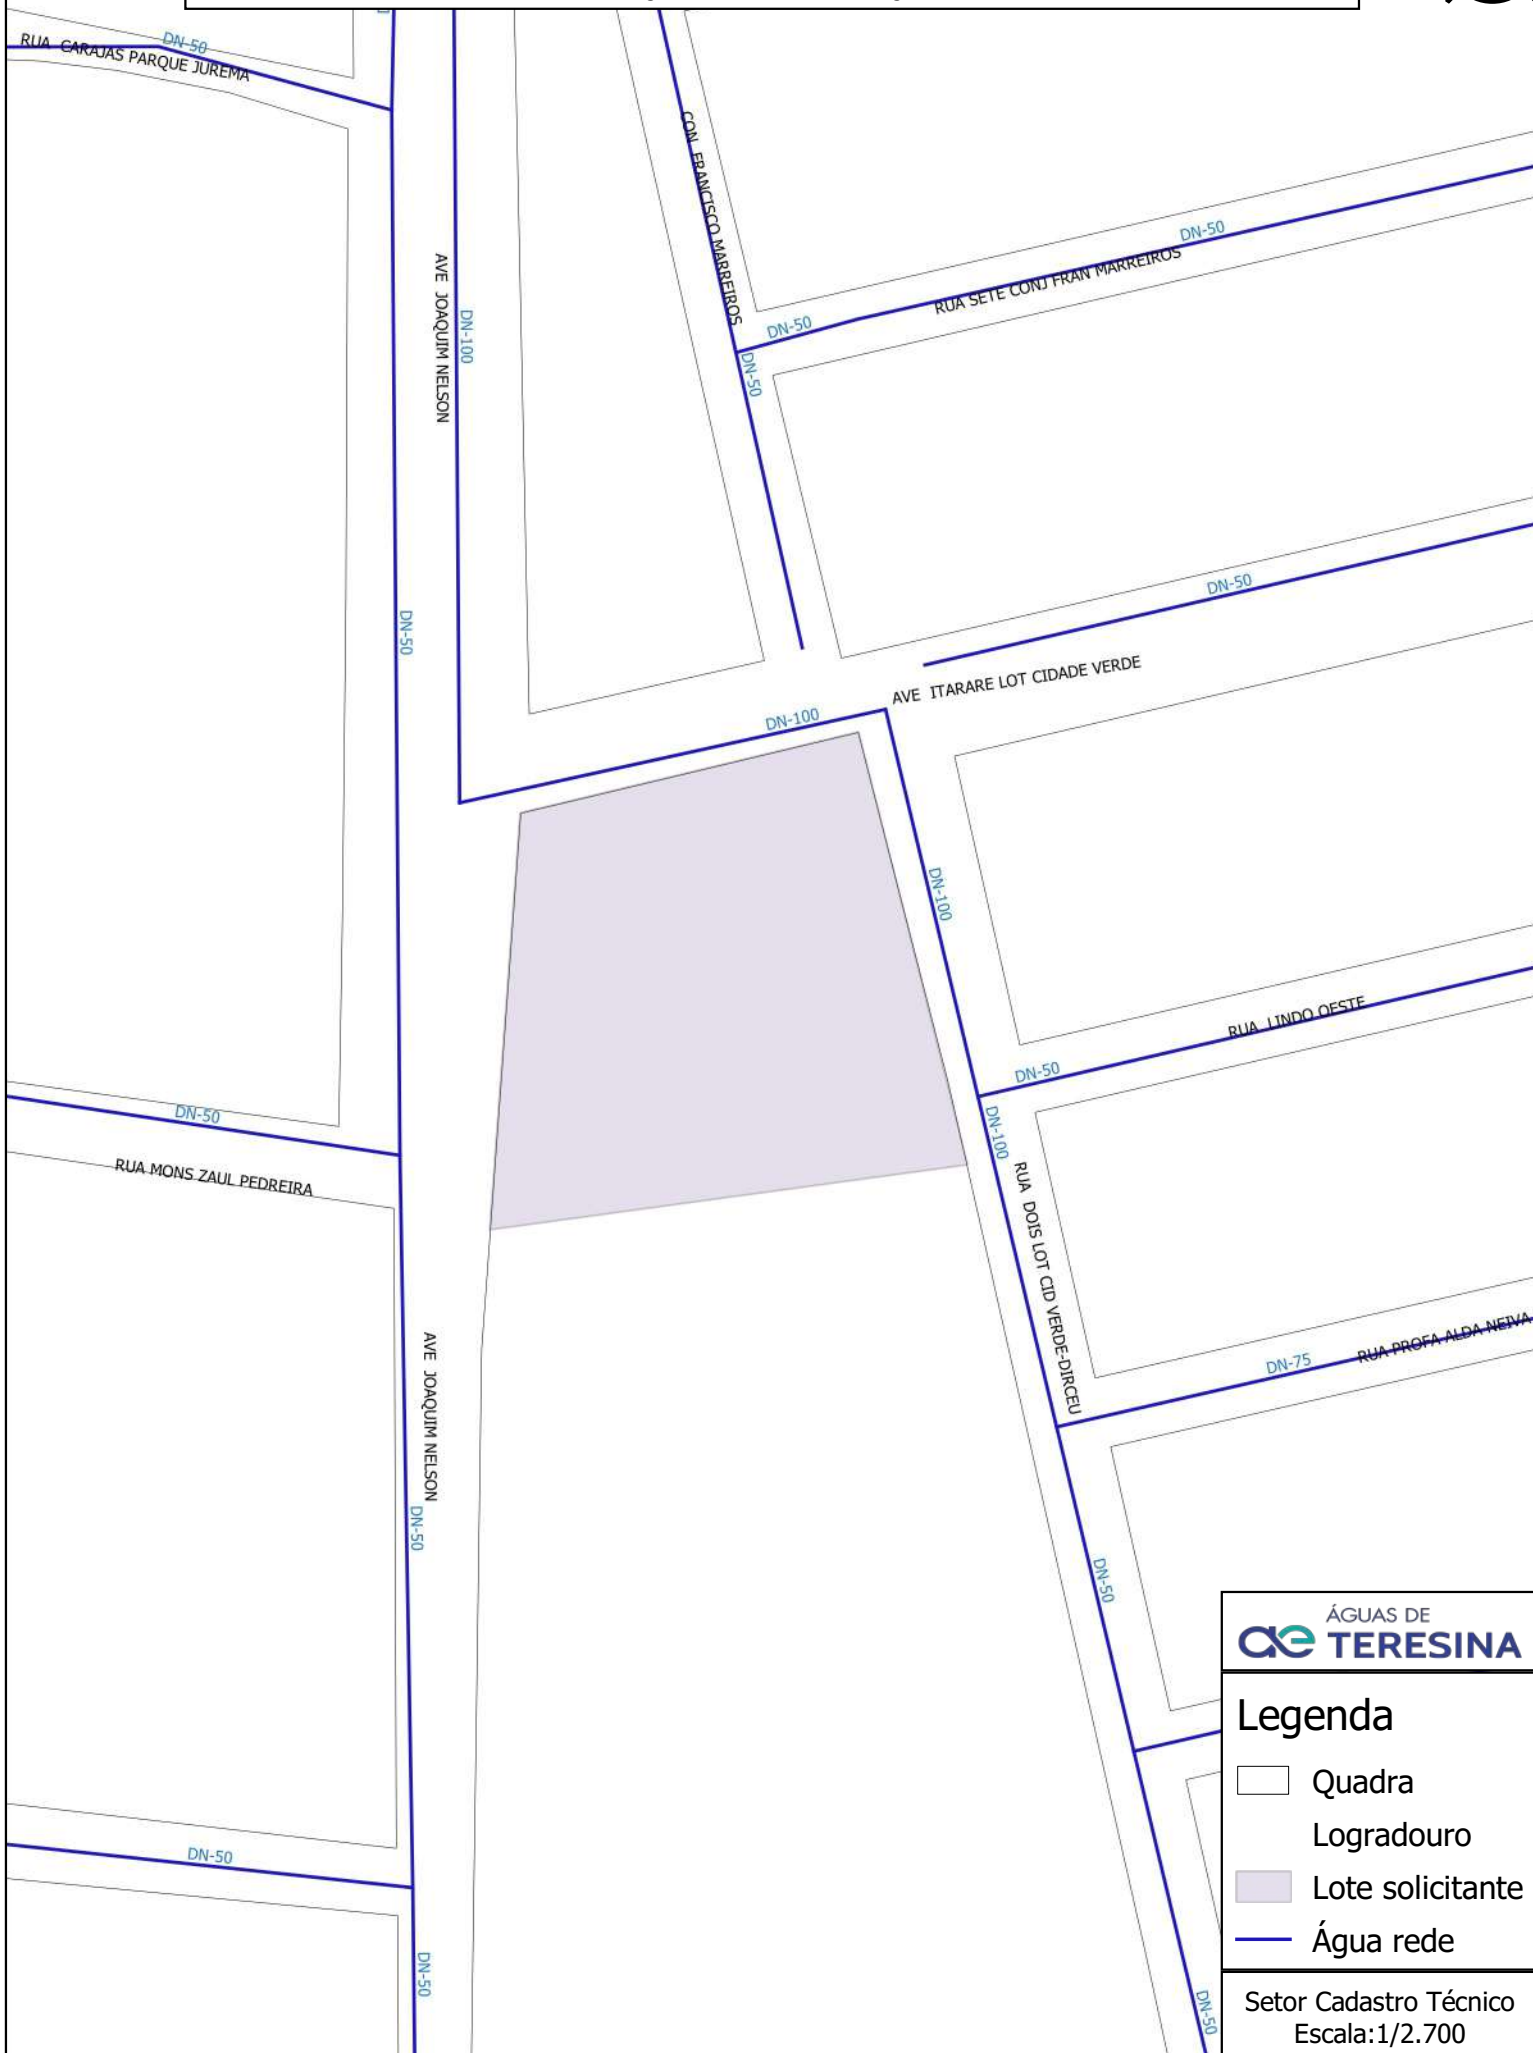 DN-50
RUA CARAJAS PARQUE JUREMA
CON FRANCISCO MARREIROS
DN-50
RUA SETE CONJ FRAN MARREIROS
AVE JOAQUIM NELSON
DN-100
DN-50
DN-50
DN-50
DN-50
AVE ITARARE LOT CIDADE VERDE
DN-100
DN-100
RUA LINDO OESTE
DN-50
DN-50
DN-100
RUA MONS ZAUL PEDREIRA
RUA DOIS LOT CID VERDE-DIRCEU
AVE JOAQUIM NELSON
RUA PROFA ALDA NEIVA
DN-75
DN-50
DN-50
DN-50
DN-50
DN-50
ÁGUAS DE
ae TERESINA
Legenda
Quadra
Logradouro
Lote solicitante
Água rede
Setor Cadastro Técnico
Escala:1/2.700